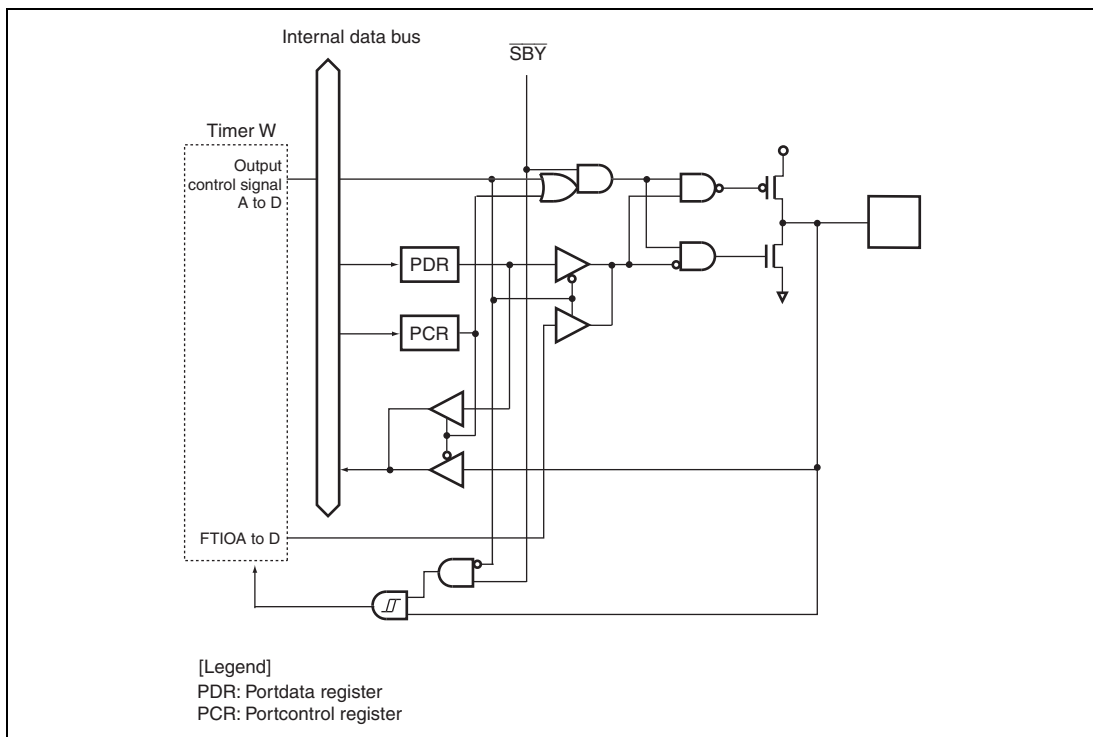 Internal data bus
SBY
Timer W
Output
control signal
A to D
PDR
PCR
FTIOA to D
[Legend]
PDR: Portdata register
PCR: Portcontrol register